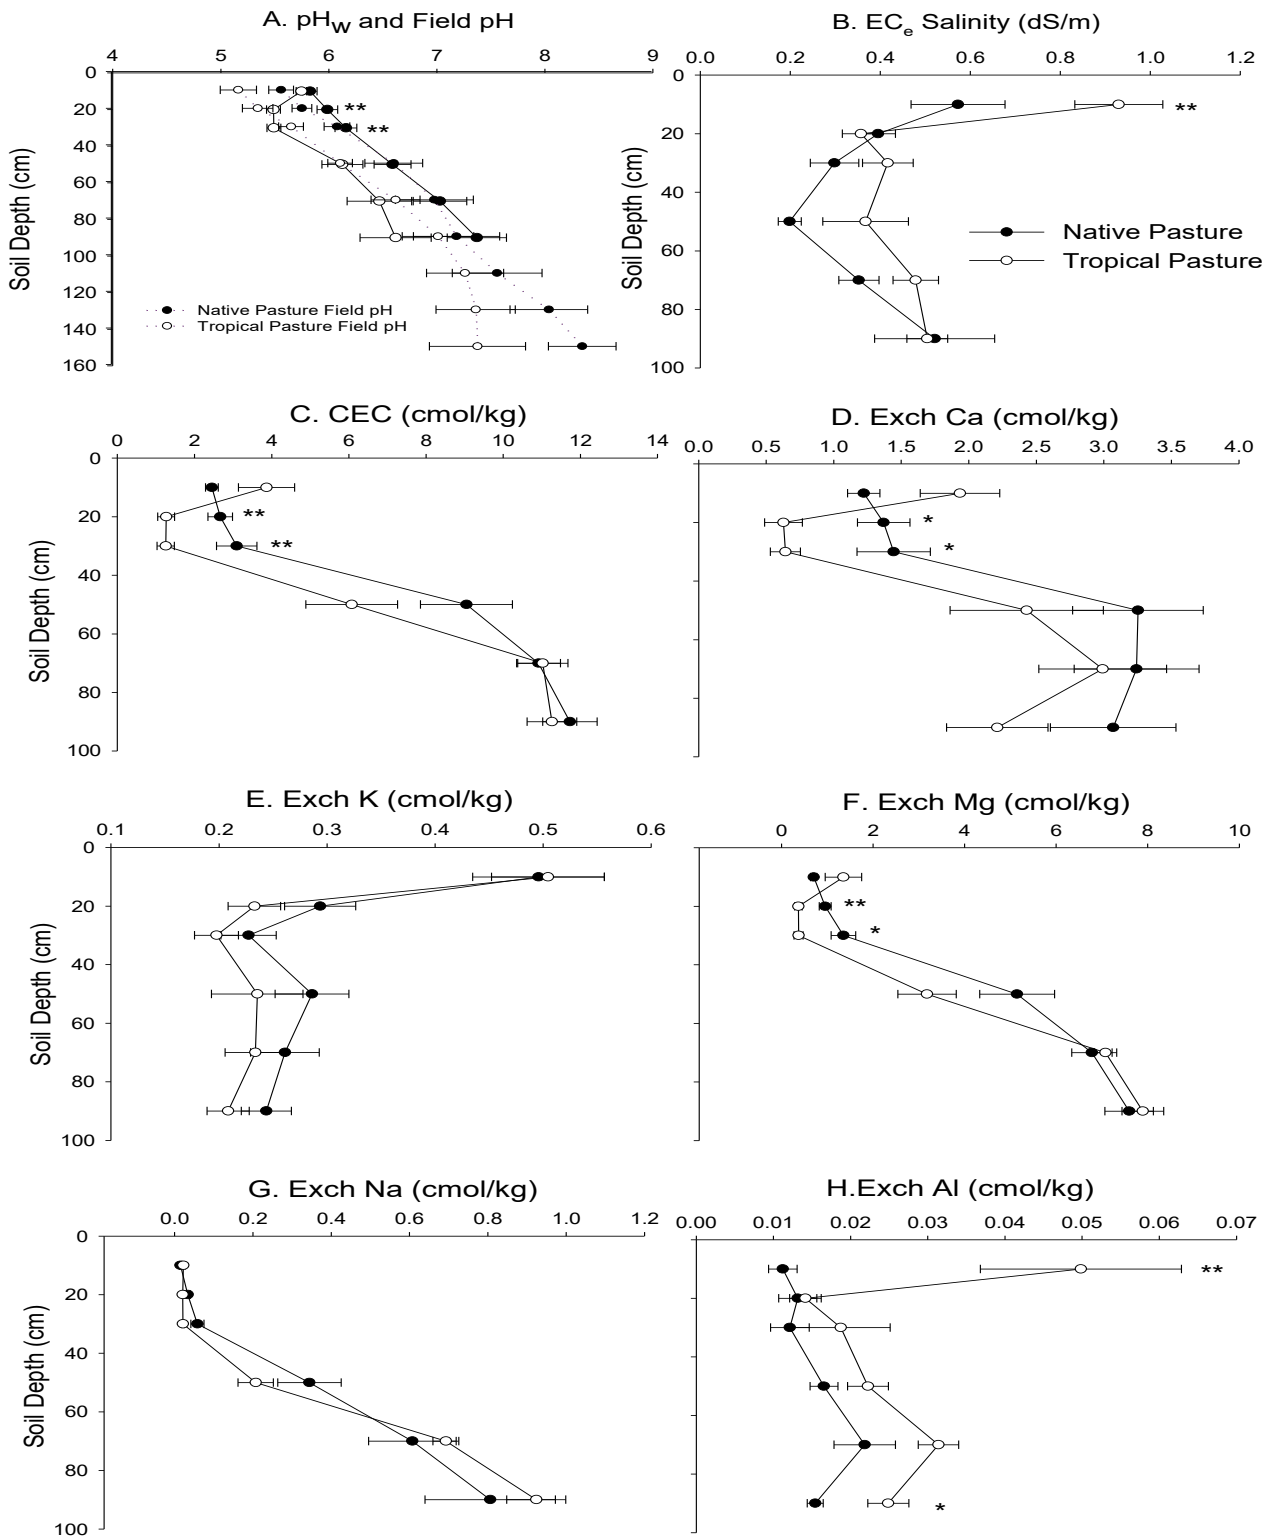 A. pHw and Field pH
4 5 6 7 8 9
0
20
40
60
80
100
120
140
160
Soil Depth (cm)
**
**
Native Pasture Field pH
Tropical Pasture Field pH
B. ECe Salinity (dS/m)
0.0 0.2 0.4 0.6 0.8 1.0 1.2
0
20
40
60
80
100
Soil Depth (cm)
**
Native Pasture
Tropical Pasture
C. CEC (cmol/kg)
0 2 4 6 8 10 12 14
0
20
40
60
80
100
Soil Depth (cm)
**
**
D. Exch Ca (cmol/kg)
0.0 0.5 1.0 1.5 2.0 2.5 3.0 3.5 4.0
*
*
E. Exch K (cmol/kg)
0.1 0.2 0.3 0.4 0.5 0.6
0
20
40
60
80
100
Soil Depth (cm)
F. Exch Mg (cmol/kg)
0 2 4 6 8 10
**
*
G. Exch Na (cmol/kg)
0.0 0.2 0.4 0.6 0.8 1.0 1.2
0
20
40
60
80
100
Soil Depth (cm)
H.Exch Al (cmol/kg)
0.00 0.01 0.02 0.03 0.04 0.05 0.06 0.07
**
*